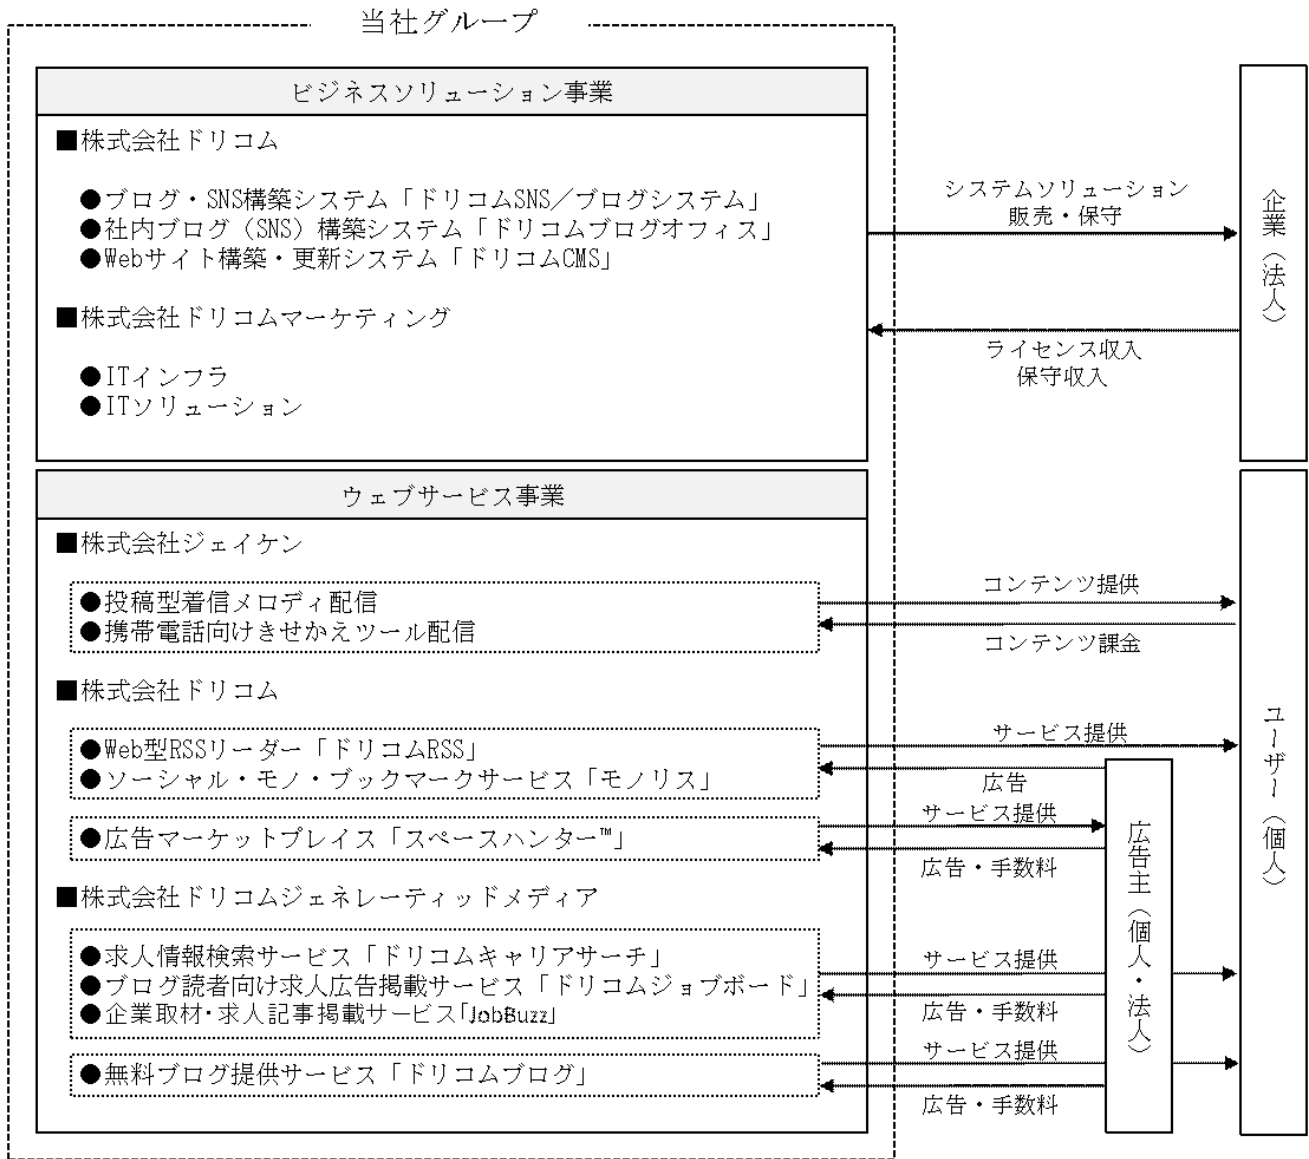 当社グループ
ビジネスソリューション事業
■株式会社ドリコム
●ブログ・SNS構築システム「ドリコムSNS／ブログシステム」
●社内ブログ（SNS）構築システム「ドリコムブログオフィス」
●Webサイト構築・更新システム「ドリコムCMS」
■株式会社ドリコムマーケティング
●ITインフラ
●ITソリューション
システムソリューション
販売・保守
ライセンス収入
保守収入
企業（法人）
ウェブサービス事業
■株式会社ジェイケン
●投稿型着信メロディ配信
●携帯電話向けきせかえツール配信
コンテンツ提供
コンテンツ課金
■株式会社ドリコム
●Web型RSSリーダー「ドリコムRSS」
●ソーシャル・モノ・ブックマークサービス「モノリス」
サービス提供
広告
●広告マーケットプレイス「スペースハンター™」
サービス提供
広告・手数料
■株式会社ドリコムジェネレーティッドメディア
●求人情報検索サービス「ドリコムキャリアサーチ」
●ブログ読者向け求人広告掲載サービス「ドリコムジョブボード」
●企業取材・求人記事掲載サービス「JobBuzz」
サービス提供
広告・手数料
●無料ブログ提供サービス「ドリコムブログ」
サービス提供
広告・手数料
広告主（個人・法人）
ユーザー（個人）